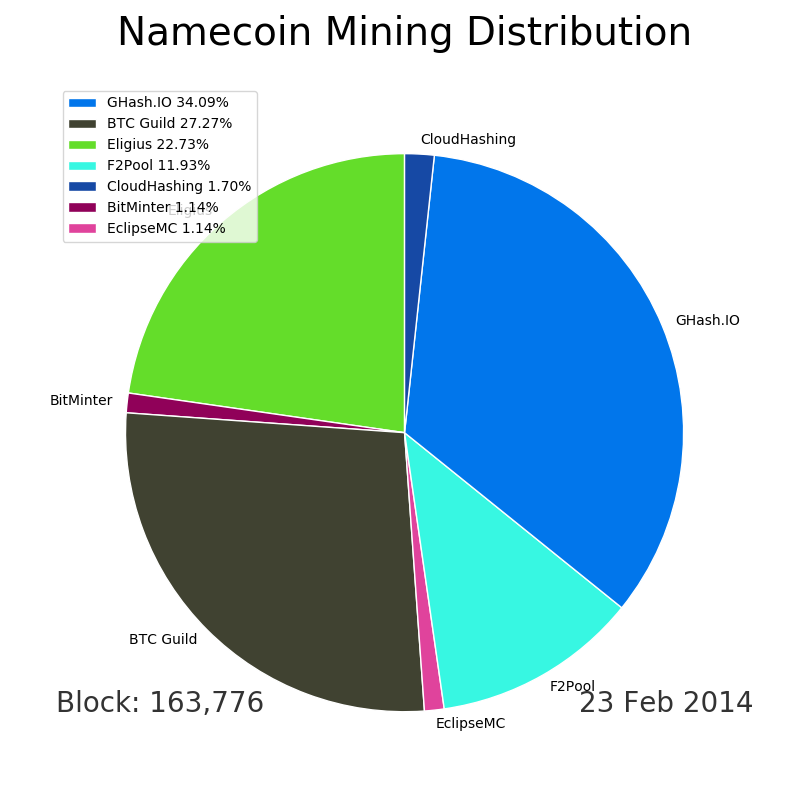 Namecoin Mining Distribution
GHash.IO 34.09%
BTC Guild 27.27%
Eligius 22.73%
F2Pool 11.93%
CloudHashing 1.70%
BitMinter 1.14%
EclipseMC 1.14%
CloudHashing
Eligius
GHash.IO
BitMinter
BTC Guild
F2Pool
Block: 163,776
23 Feb 2014
EclipseMC